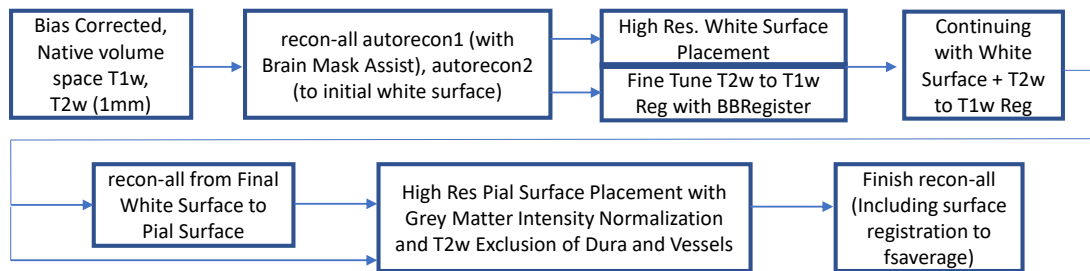 Bias Corrected,
Native volume
space T1w,
T2w (1mm)
recon-all autorecon1 (with
Brain Mask Assist), autorecon2
(to initial white surface)
High Res. White Surface
Placement
Fine Tune T2w to T1w
Reg with BBRegister
Continuing
with White
Surface + T2w
to T1w Reg
recon-all from Final
White Surface to
Pial Surface
High Res Pial Surface Placement with
Grey Matter Intensity Normalization
and T2w Exclusion of Dura and Vessels
Finish recon-all
(Including surface
registration to
fsaverage)